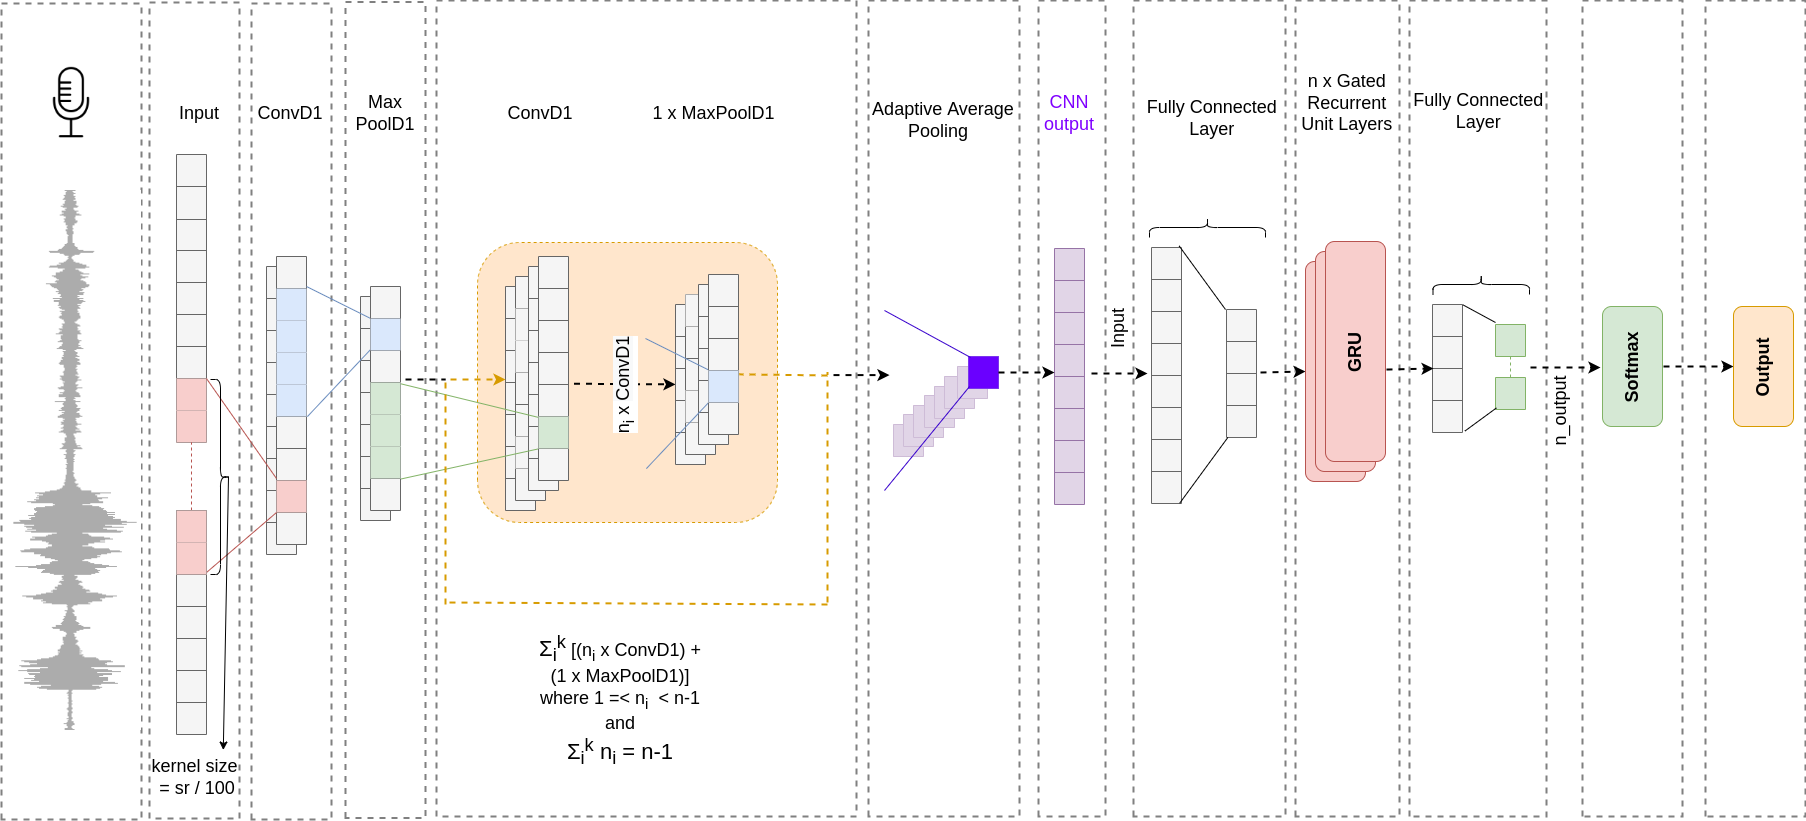 Input
ConvD1
Max
PoolD1
ConvD1
1 x MaxPoolD1
Adaptive Average
Pooling
CNN
output
Fully Connected
Layer
n x Gated
Recurrent
Unit Layers
Fully Connected
Layer
n_i x ConvD1
Input
GRU
n_output
Softmax
Output
Σ_i^k [(n_i x ConvD1) +
(1 x MaxPoolD1)]
where 1 =< n_i < n-1
and
Σ_i^k n_i = n-1
kernel size
= sr / 100